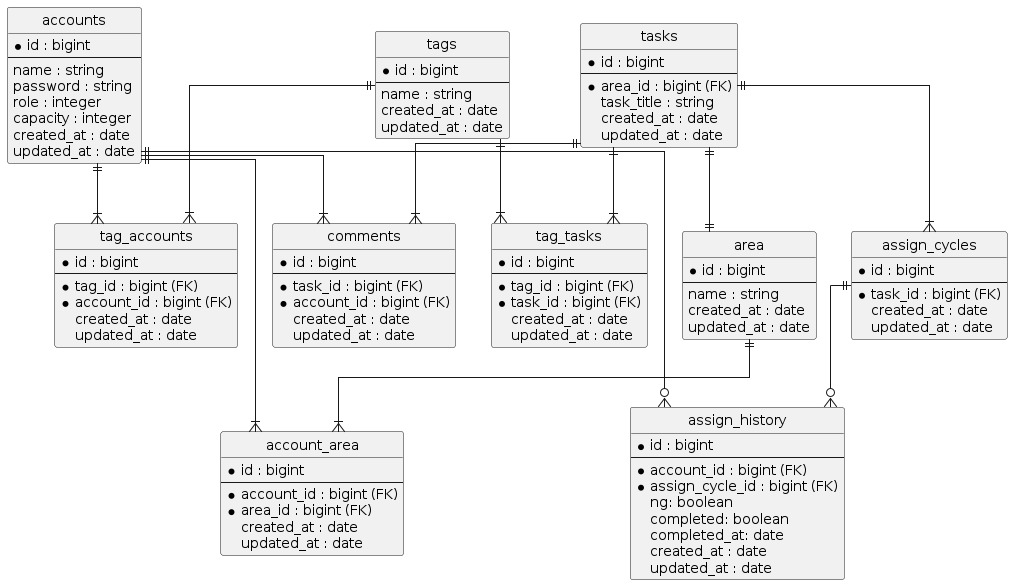 accounts
id : bigint
name : string
password : string
role : integer
capacity : integer
created_at : date
updated_at : date
tags
id : bigint
name : string
created_at : date
updated_at : date
tasks
id : bigint
area_id : bigint (FK)
task_title : string
created_at : date
updated_at : date
tag_accounts
id : bigint
tag_id : bigint (FK)
account_id : bigint (FK)
created_at : date
updated_at : date
comments
id : bigint
task_id : bigint (FK)
account_id : bigint (FK)
created_at : date
updated_at : date
tag_tasks
id : bigint
tag_id : bigint (FK)
task_id : bigint (FK)
created_at : date
updated_at : date
area
id : bigint
name : string
created_at : date
updated_at : date
assign_cycles
id : bigint
task_id : bigint (FK)
created_at : date
updated_at : date
account_area
id : bigint
account_id : bigint (FK)
area_id : bigint (FK)
created_at : date
updated_at : date
assign_history
id : bigint
account_id : bigint (FK)
assign_cycle_id : bigint (FK)
ng: boolean
completed: boolean
completed_at: date
created_at : date
updated_at : date